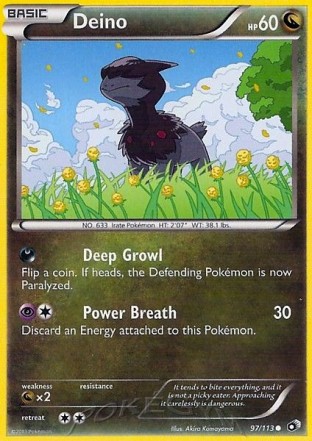 BASIC
Deino
HP60
NO. 633 Irate Pokémon. HT: 2'07" WT: 38.1 lbs.
Deep Growl
Flip a coin. If heads, the Defending Pokémon is now
Paralyzed.
Power Breath 30
Discard an Energy attached to this Pokémon.
weakness resistance
×2
It tends to bite everything, and it
is not a picky eater. Approaching
it carelessly is dangerous.
retreat
Illus. Akira Komayama
97/113